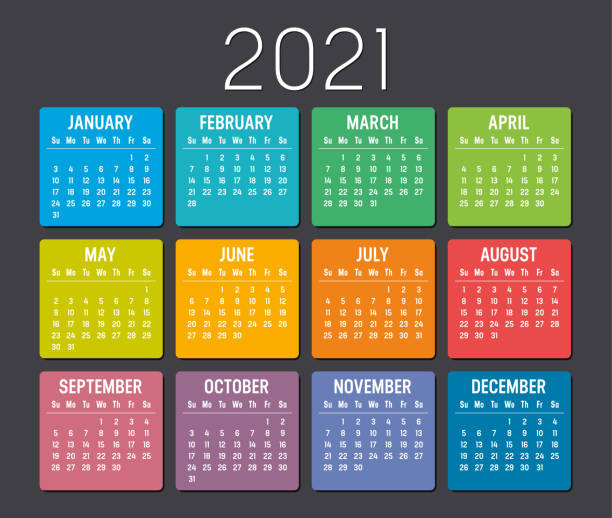 2021
JANUARY
Su Mo Tu We Th Fr Sa
1 2
3 4 5 6 7 8 9
10 11 12 13 14 15 16
17 18 19 20 21 22 23
24 25 26 27 28 29 30
31
FEBRUARY
Su Mo Tu We Th Fr Sa
1 2 3 4 5 6
7 8 9 10 11 12 13
14 15 16 17 18 19 20
21 22 23 24 25 26 27
28
MARCH
Su Mo Tu We Th Fr Sa
1 2 3 4 5 6
7 8 9 10 11 12 13
14 15 16 17 18 19 20
21 22 23 24 25 26 27
28 29 30 31
APRIL
Su Mo Tu We Th Fr Sa
1 2 3
4 5 6 7 8 9 10
11 12 13 14 15 16 17
18 19 20 21 22 23 24
25 26 27 28 29 30
MAY
Su Mo Tu We Th Fr Sa
1
2 3 4 5 6 7 8
9 10 11 12 13 14 15
16 17 18 19 20 21 22
23 24 25 26 27 28 29
30 31
JUNE
Su Mo Tu We Th Fr Sa
1 2 3 4 5
6 7 8 9 10 11 12
13 14 15 16 17 18 19
20 21 22 23 24 25 26
27 28 29 30
JULY
Su Mo Tu We Th Fr Sa
1 2 3
4 5 6 7 8 9 10
11 12 13 14 15 16 17
18 19 20 21 22 23 24
25 26 27 28 29 30 31
AUGUST
Su Mo Tu We Th Fr Sa
1 2 3 4 5 6 7
8 9 10 11 12 13 14
15 16 17 18 19 20 21
22 23 24 25 26 27 28
29 30 31
SEPTEMBER
Su Mo Tu We Th Fr Sa
1 2 3 4
5 6 7 8 9 10 11
12 13 14 15 16 17 18
19 20 21 22 23 24 25
26 27 28 29 30
OCTOBER
Su Mo Tu We Th Fr Sa
1 2
3 4 5 6 7 8 9
10 11 12 13 14 15 16
17 18 19 20 21 22 23
24 25 26 27 28 29 30
31
NOVEMBER
Su Mo Tu We Th Fr Sa
1 2 3 4 5 6
7 8 9 10 11 12 13
14 15 16 17 18 19 20
21 22 23 24 25 26 27
28 29 30
DECEMBER
Su Mo Tu We Th Fr Sa
1 2 3 4
5 6 7 8 9 10 11
12 13 14 15 16 17 18
19 20 21 22 23 24 25
26 27 28 29 30 31